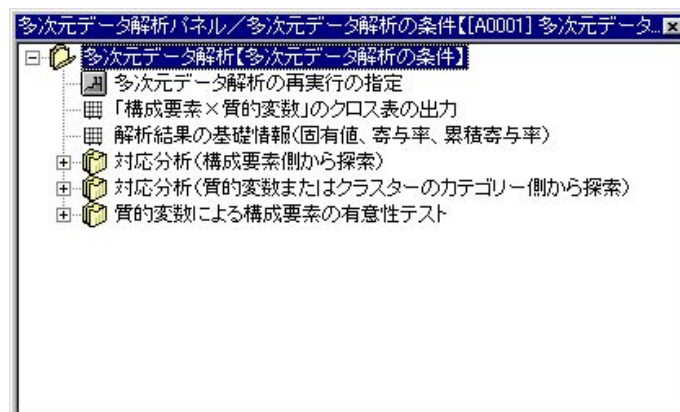 多次元データ解析パネル／多次元データ解析の条件【[A0001] 多次元データ...
多次元データ解析【多次元データ解析の条件】
多次元データ解析の再実行の指定
「構成要素×質的変数」のクロス表の出力
解析結果の基礎情報(固有値、寄与率、累積寄与率)
対応分析(構成要素側から探索)
対応分析(質的変数またはクラスターのカテゴリー側から探索)
質的変数による構成要素の有意性テスト